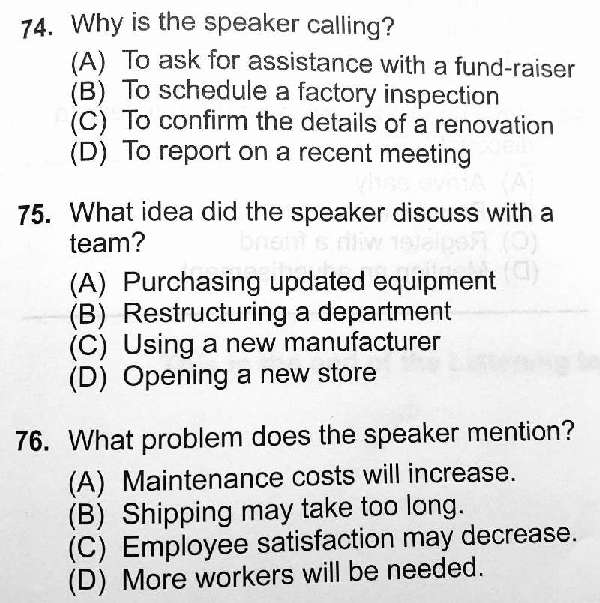 74. Why is the speaker calling?
(A) To ask for assistance with a fund-raiser
(B) To schedule a factory inspection
(C) To confirm the details of a renovation
(D) To report on a recent meeting
75. What idea did the speaker discuss with a
team?
(A) Purchasing updated equipment
(B) Restructuring a department
(C) Using a new manufacturer
(D) Opening a new store
76. What problem does the speaker mention?
(A) Maintenance costs will increase.
(B) Shipping may take too long.
(C) Employee satisfaction may decrease.
(D) More workers will be needed.